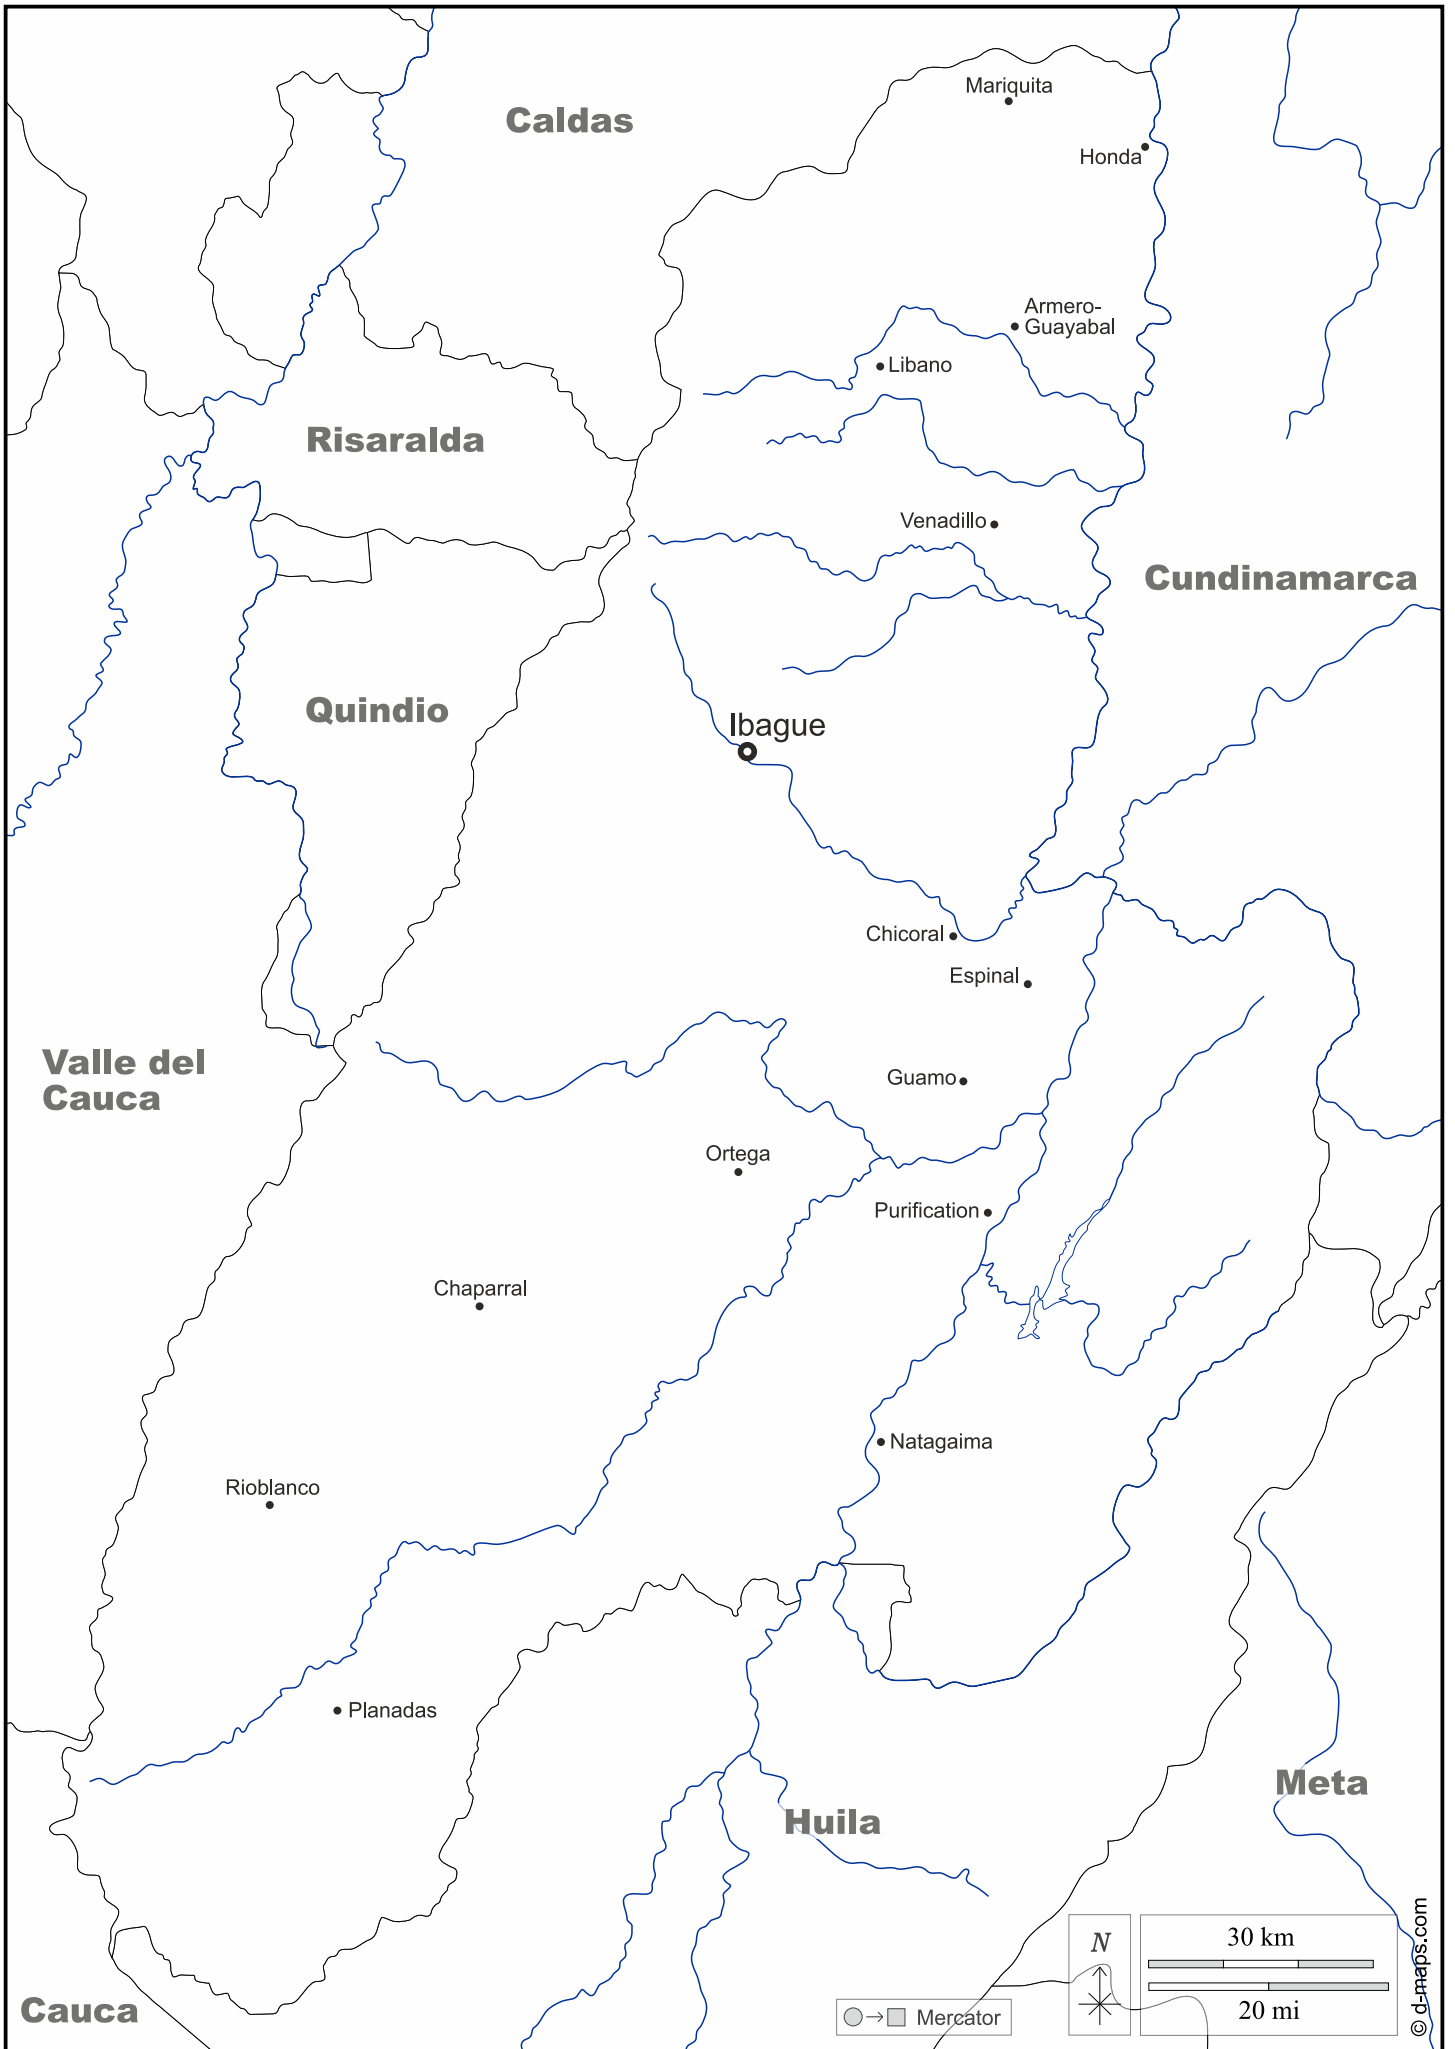 Mariquita
Caldas
Honda
Armero-
Guayabal
Libano
Risaralda
Venadillo
Cundinamarca
Quindio
Ibague
Chicoral
Espinal
Valle del
Cauca
Guamo
Ortega
Purification
Chaparral
Natagaima
Rioblanco
Planadas
Meta
Huila
Cauca
N
30 km
20 mi
Mercator
© d-maps.com